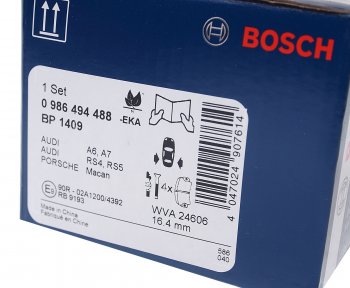 BOSCH
1 Set
0 986 494 488
-EKA
BP 1409
AUDI A6, A7
AUDI RS4, RS5
PORSCHE Macan
4x
E9 90R - 02A1200/4392
RB 9193
WVA 24606
16.4 mm
Made in China
Fabriqué en Chine
586
040
4 047024 907614